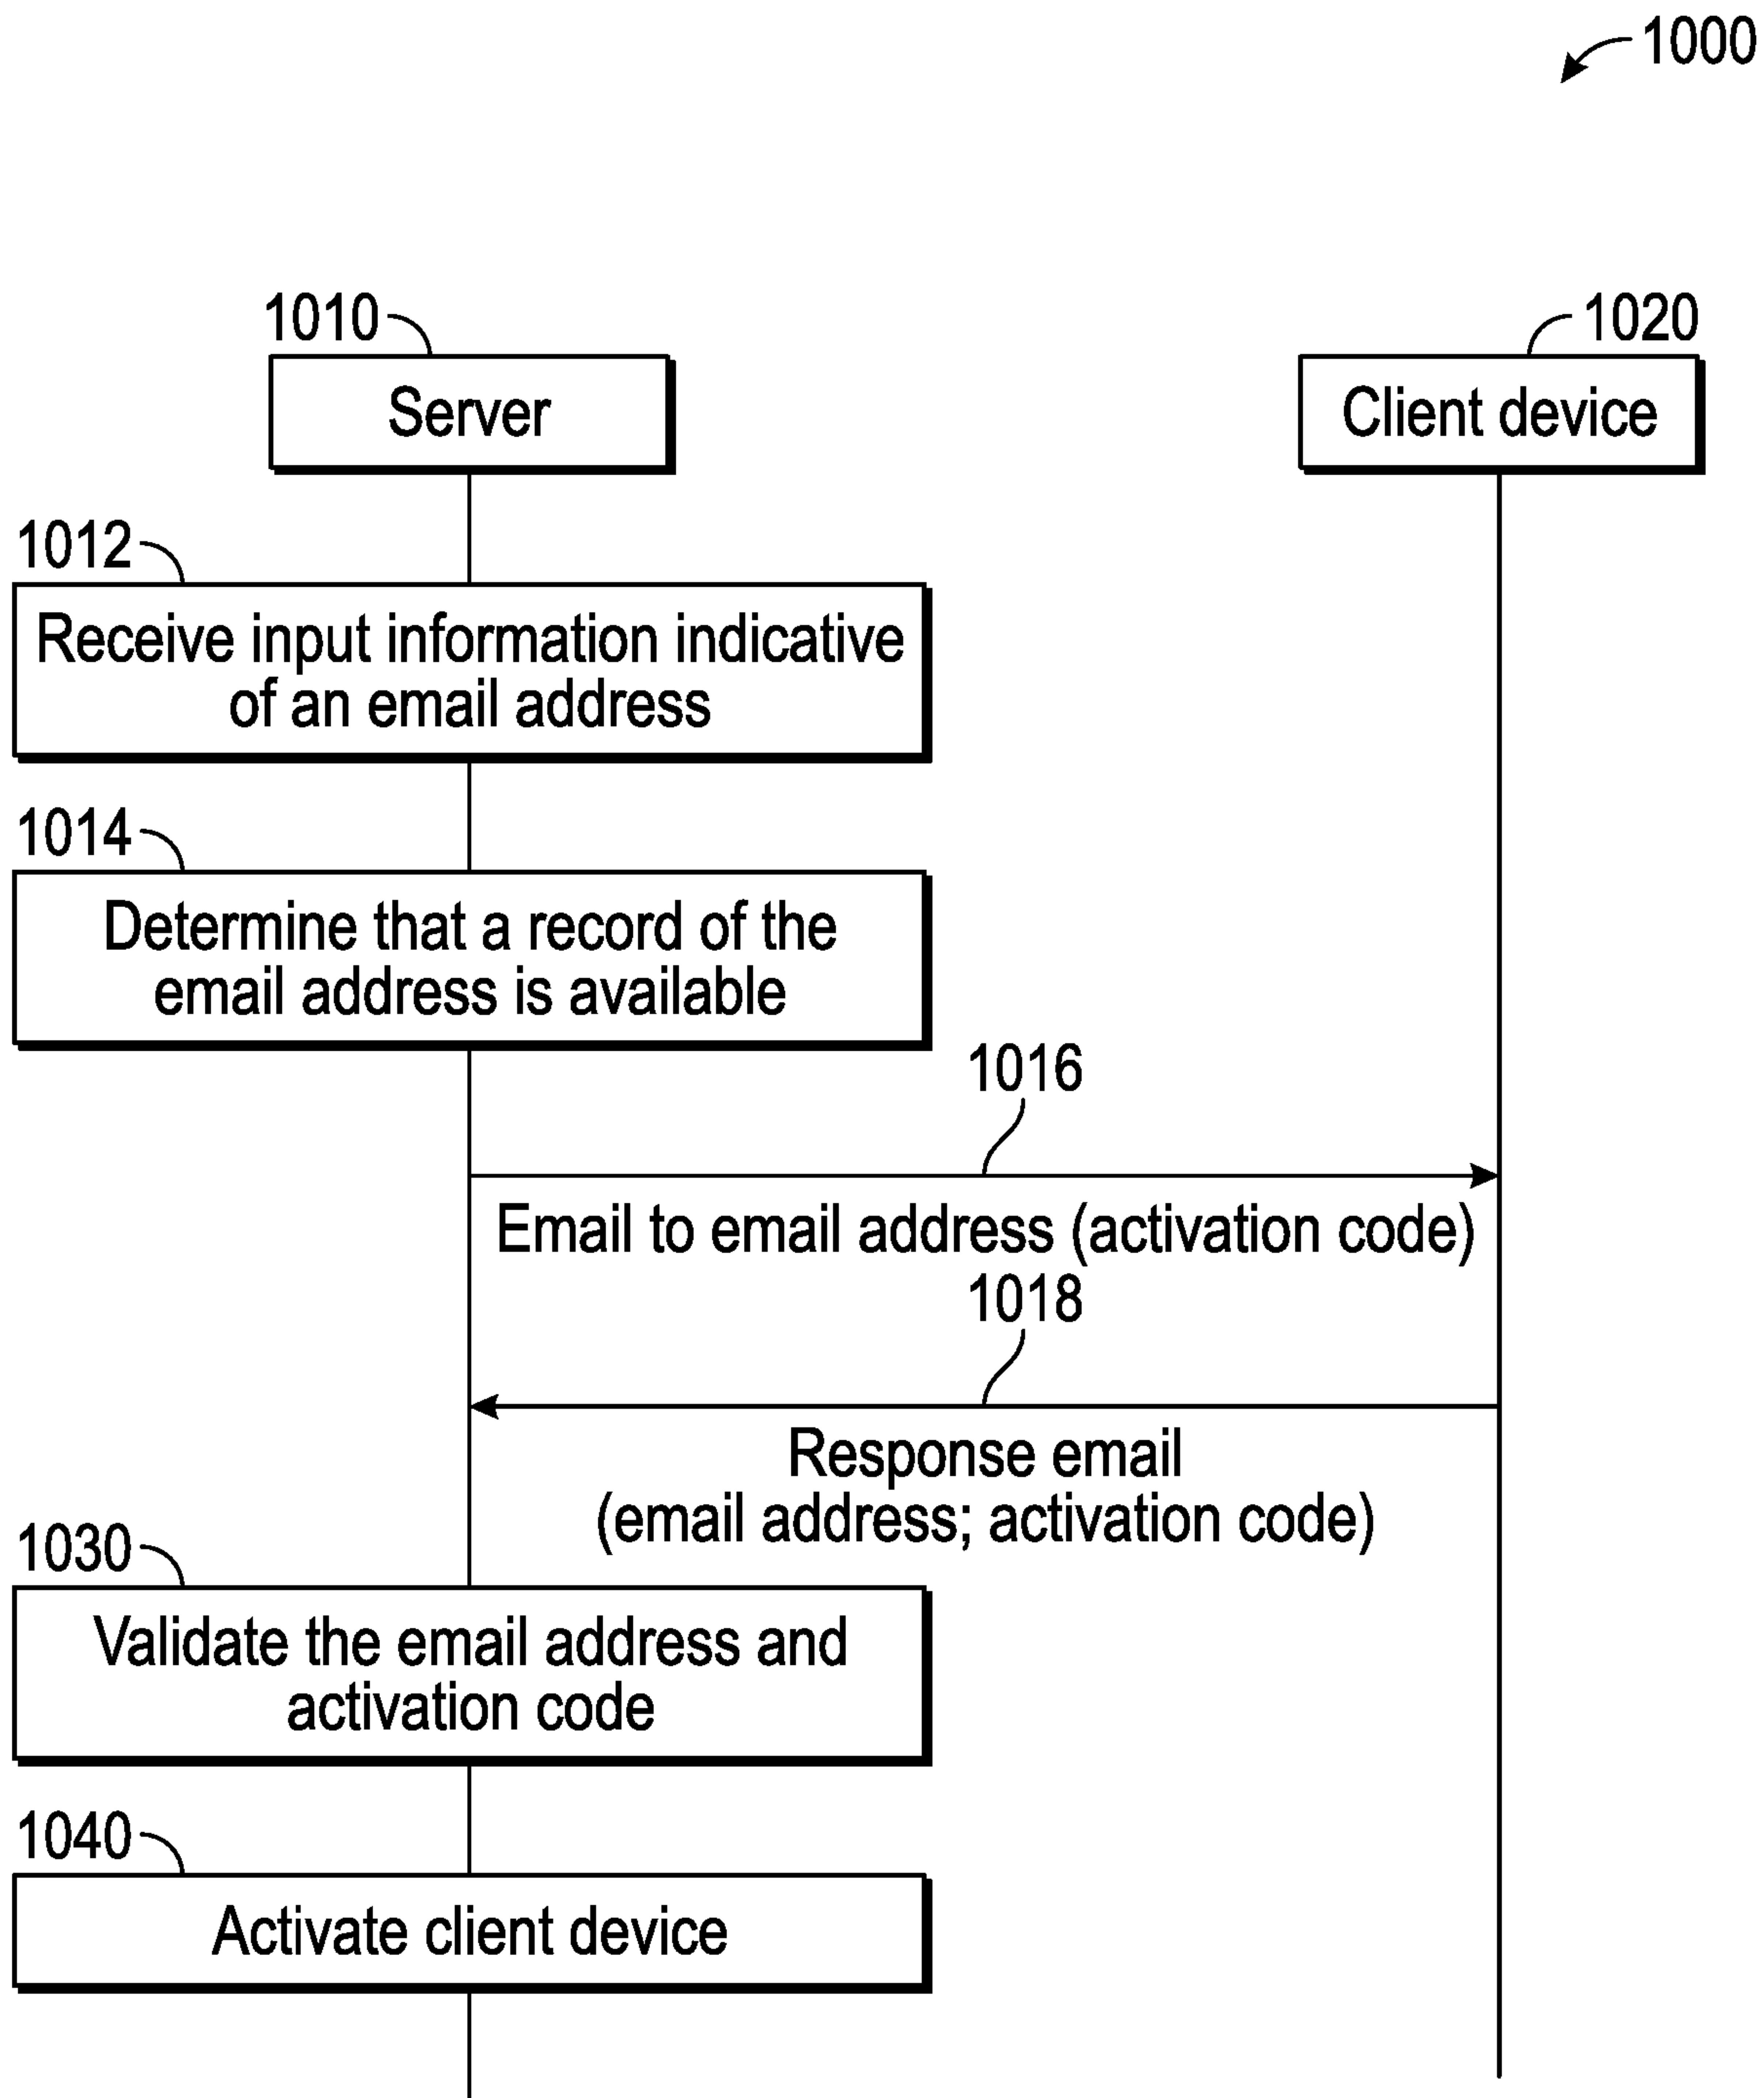 1000
1010
1020
Server
Client device
1012
Receive input information indicative
of an email address
1014
Determine that a record of the
email address is available
1016
Email to email address (activation code)
1018
Response email
(email address; activation code)
1030
Validate the email address and
activation code
1040
Activate client device